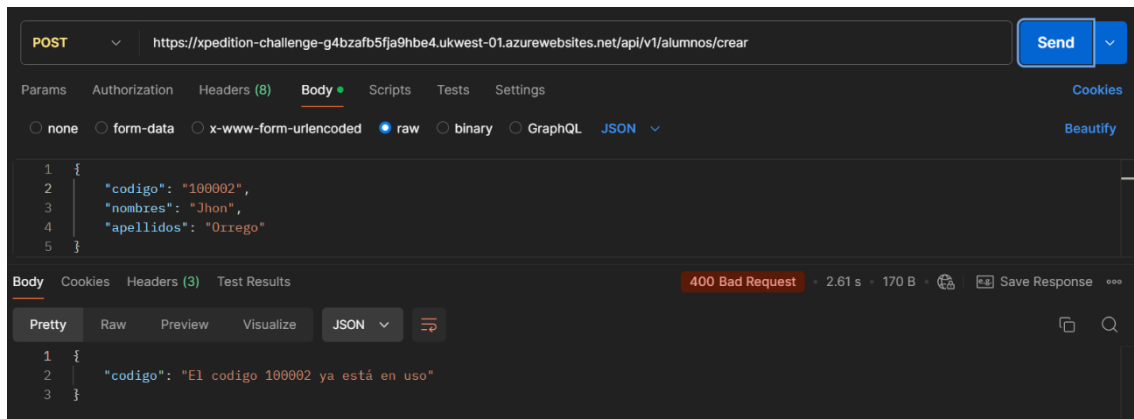 POST https://xpedition-challenge-g4bzafb5fja9hbe4.ukwest-01.azurewebsites.net/api/v1/alumnos/crear Send
Params Authorization Headers (8) Body Scripts Tests Settings Cookies
none form-data x-www-form-urlencoded raw binary GraphQL JSON Beautify
1 {
2 "codigo": "100002",
3 "nombres": "Jhon",
4 "apellidos": "Orrego"
5 }
Body Cookies Headers (3) Test Results 400 Bad Request 2.61 s 170 B e.g. Save Response
Pretty Raw Preview Visualize JSON
1 {
2 "codigo": "El codigo 100002 ya está en uso"
3 }